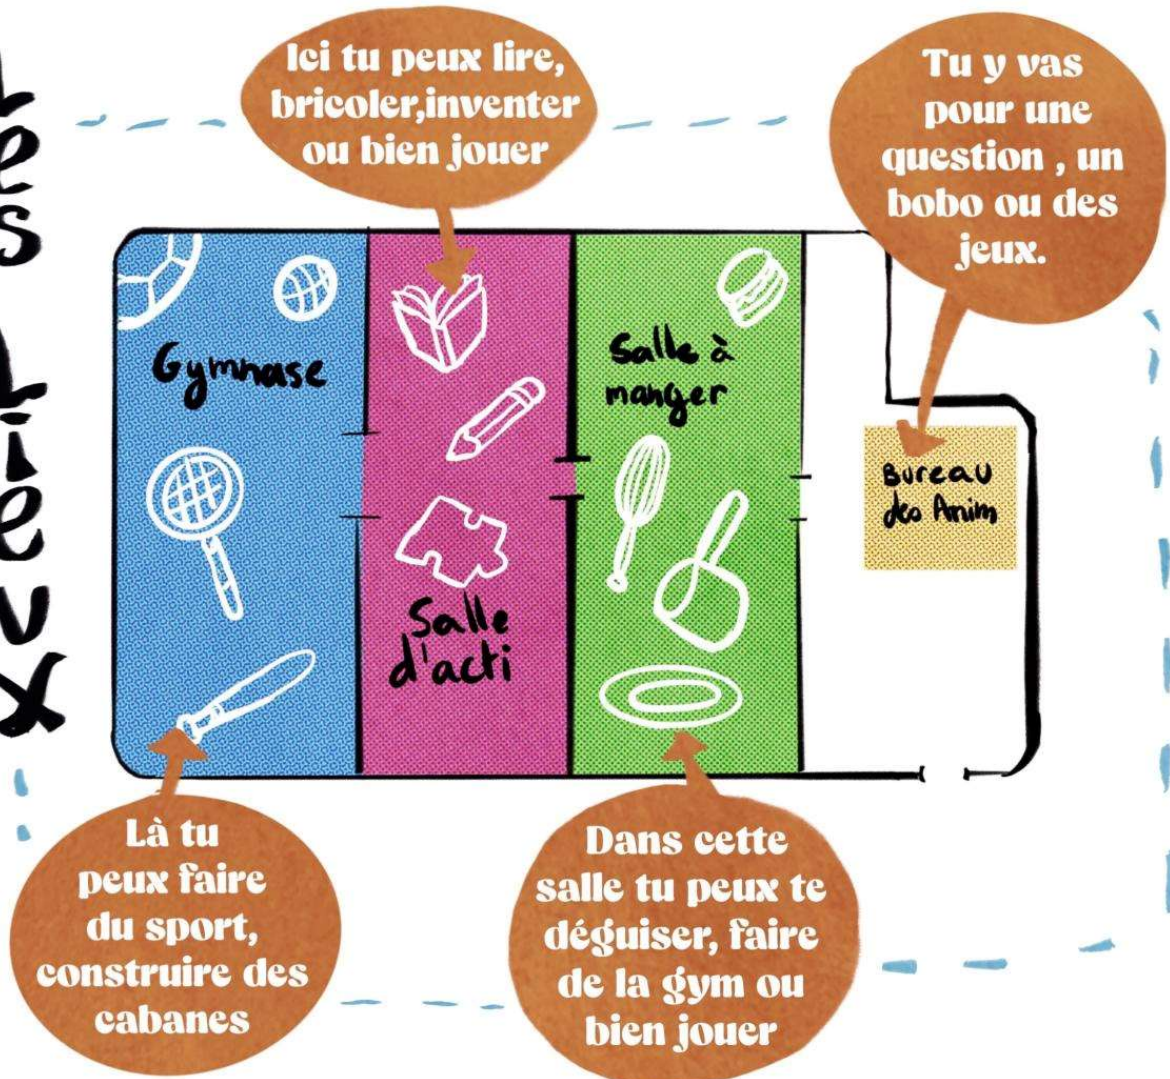 Les Lieux
Ici tu peux lire,
bricoler,inventer
ou bien jouer
Tu y vas
pour une
question , un
bobo ou des
jeux.
Gymnase
Salle
d'acti
Salle à
manger
Bureau
des Anim
Là tu
peux faire
du sport,
construire des
cabanes
Dans cette
salle tu peux te
déguiser, faire
de la gym ou
bien jouer